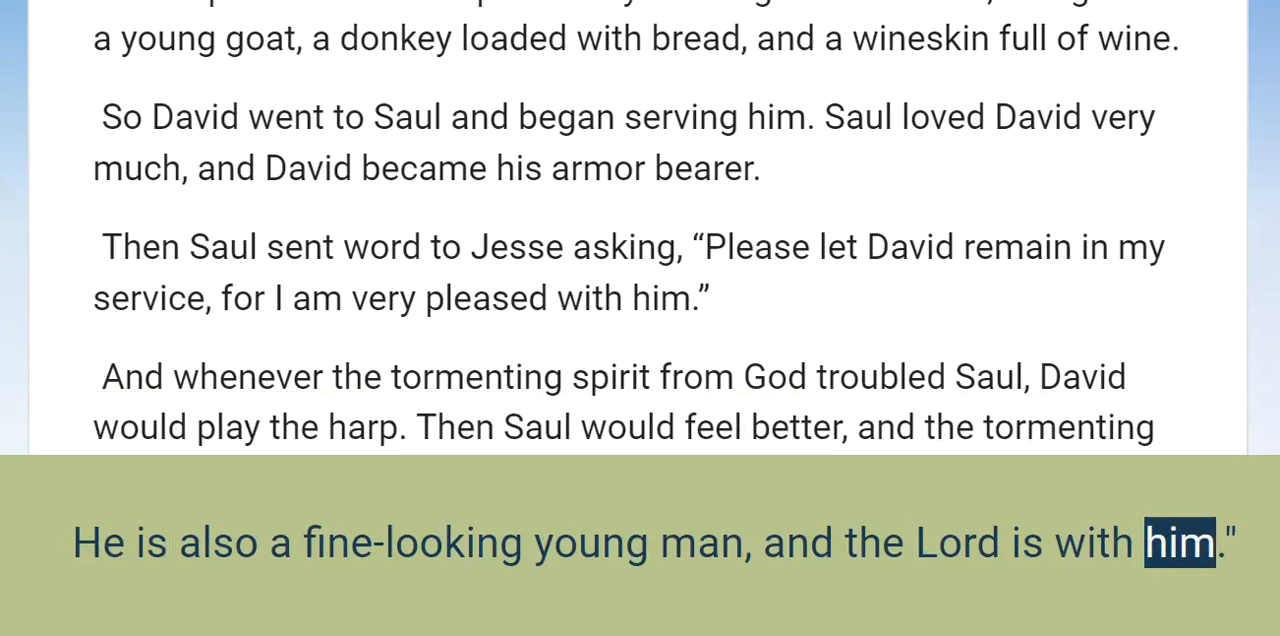 a young goat, a donkey loaded with bread, and a wineskin full of wine.
So David went to Saul and began serving him. Saul loved David very
much, and David became his armor bearer.
Then Saul sent word to Jesse asking, “Please let David remain in my
service, for I am very pleased with him.”
And whenever the tormenting spirit from God troubled Saul, David
would play the harp. Then Saul would feel better, and the tormenting
He is also a fine-looking young man, and the Lord is with him."